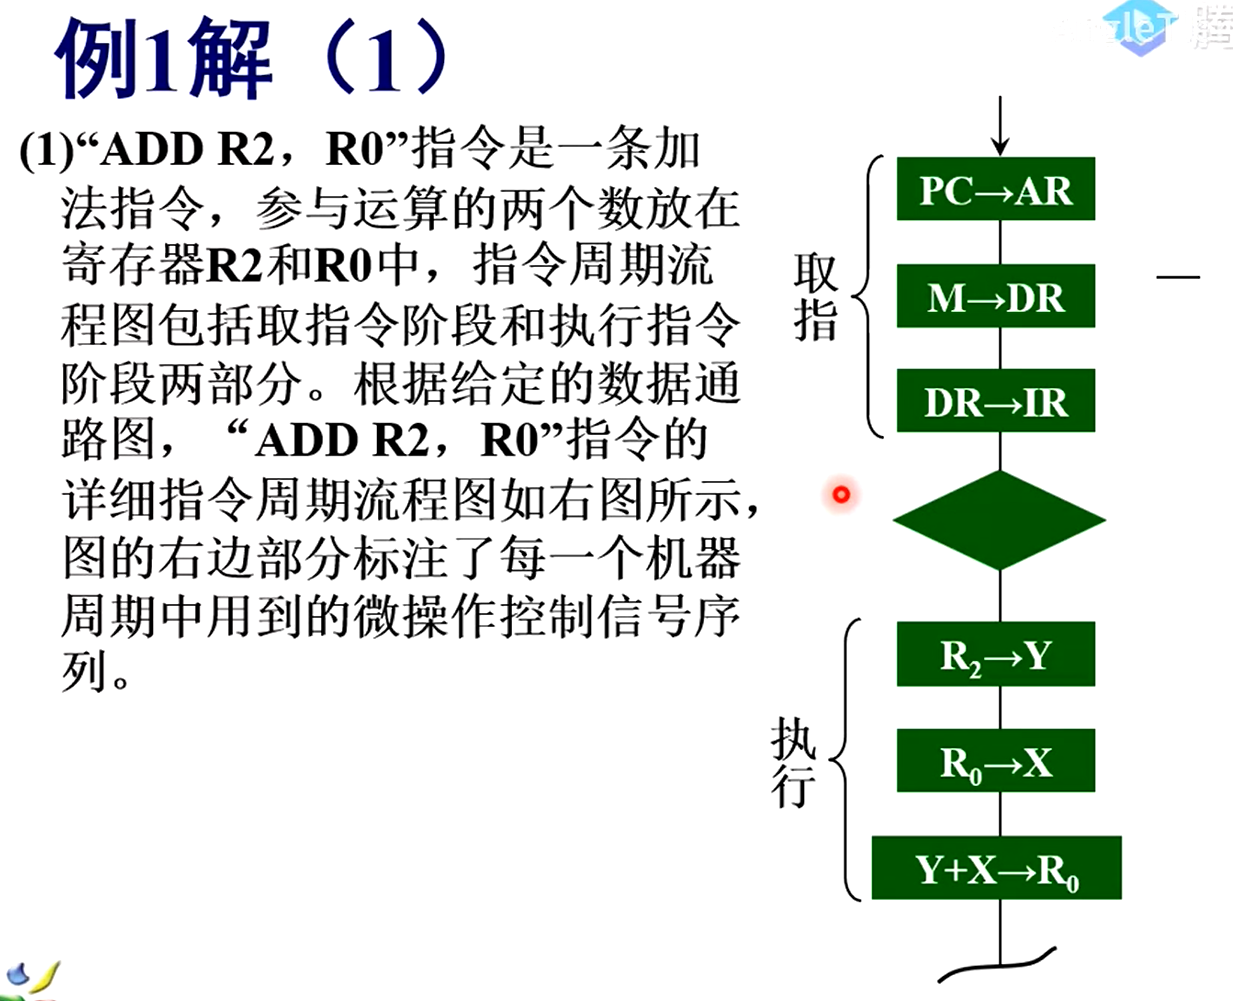 例1解（1）
(1)“ADD R2，R0”指令是一条加
法指令，参与运算的两个数放在
寄存器R2和R0中，指令周期流
程图包括取指令阶段和执行指令
阶段两部分。根据给定的数据通
路图，“ADD R2，R0”指令的
详细指令周期流程图如右图所示，
图的右边部分标注了每一个机器
周期中用到的微操作控制信号序
列。
取指
PC→AR
M→DR
DR→IR
执行
R₂→Y
R₀→X
Y+X→R₀
腾